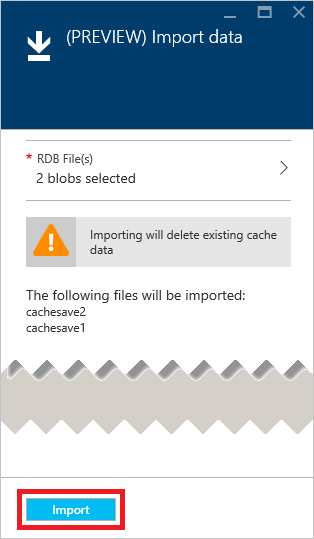 (PREVIEW) Import data
* RDB File(s)
2 blobs selected
Importing will delete existing cache
data
The following files will be imported:
cachesave2
cachesave1
Import